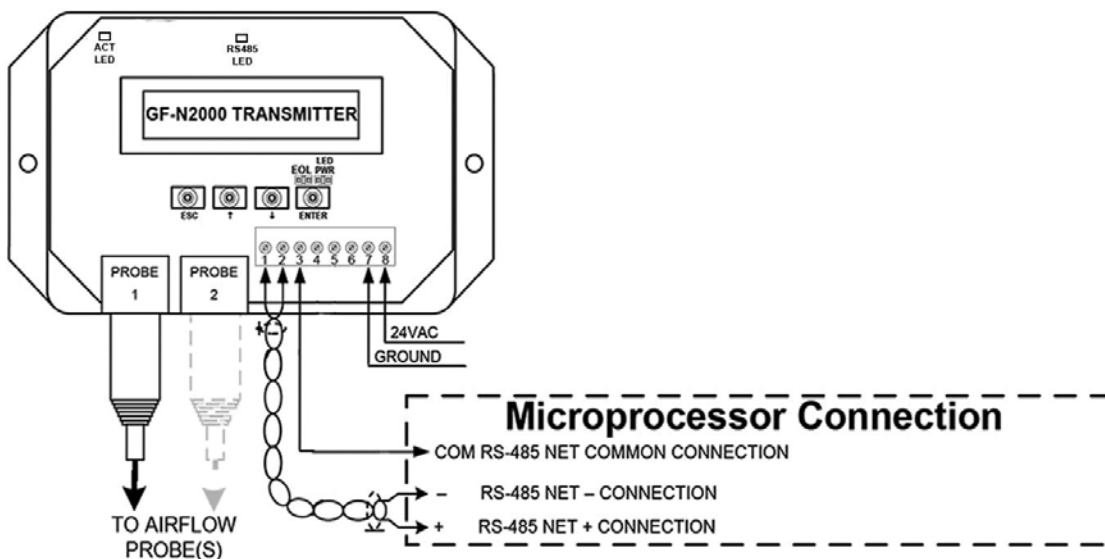 ACT
LED
RS485
LED
GF-N2000 TRANSMITTER
LED
EOL PWR
ESC
↑
↓
ENTER
1 2 3 4 5 6 7 8
PROBE
1
PROBE
2
24VAC
GROUND
Microprocessor Connection
COM RS-485 NET COMMON CONNECTION
– RS-485 NET – CONNECTION
+ RS-485 NET + CONNECTION
TO AIRFLOW
PROBE(S)